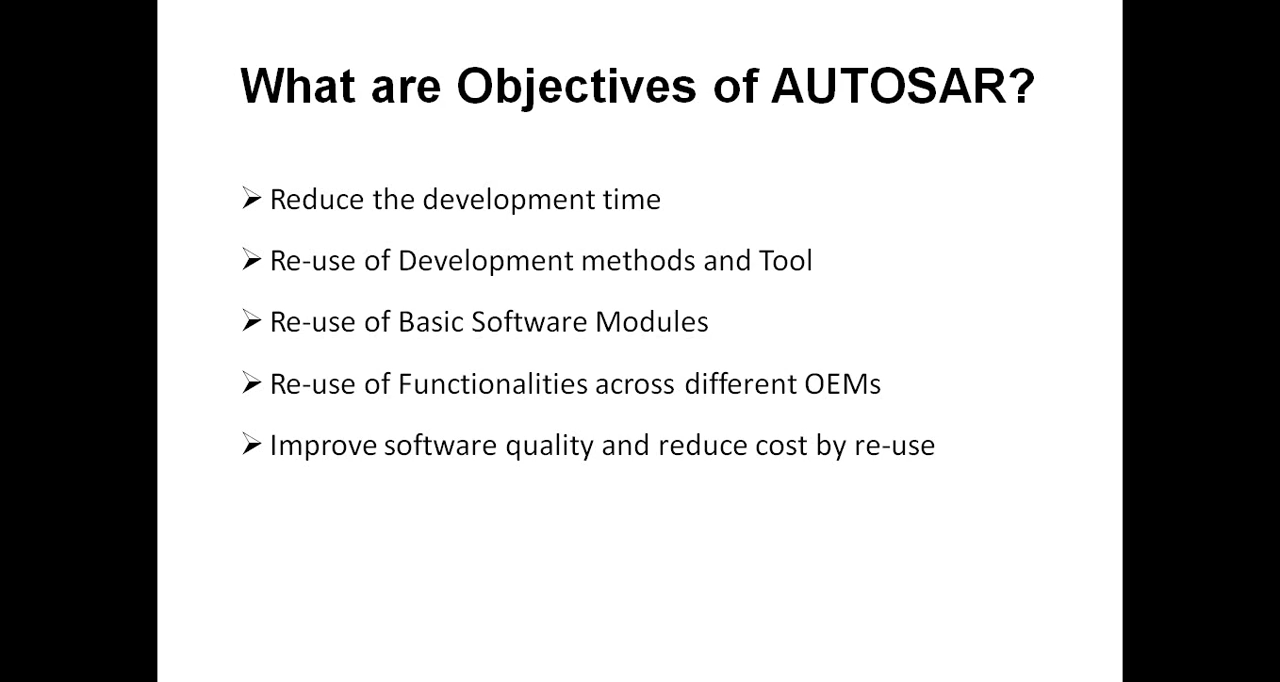 What are Objectives of AUTOSAR?
➢ Reduce the development time
➢ Re-use of Development methods and Tool
➢ Re-use of Basic Software Modules
➢ Re-use of Functionalities across different OEMs
➢ Improve software quality and reduce cost by re-use